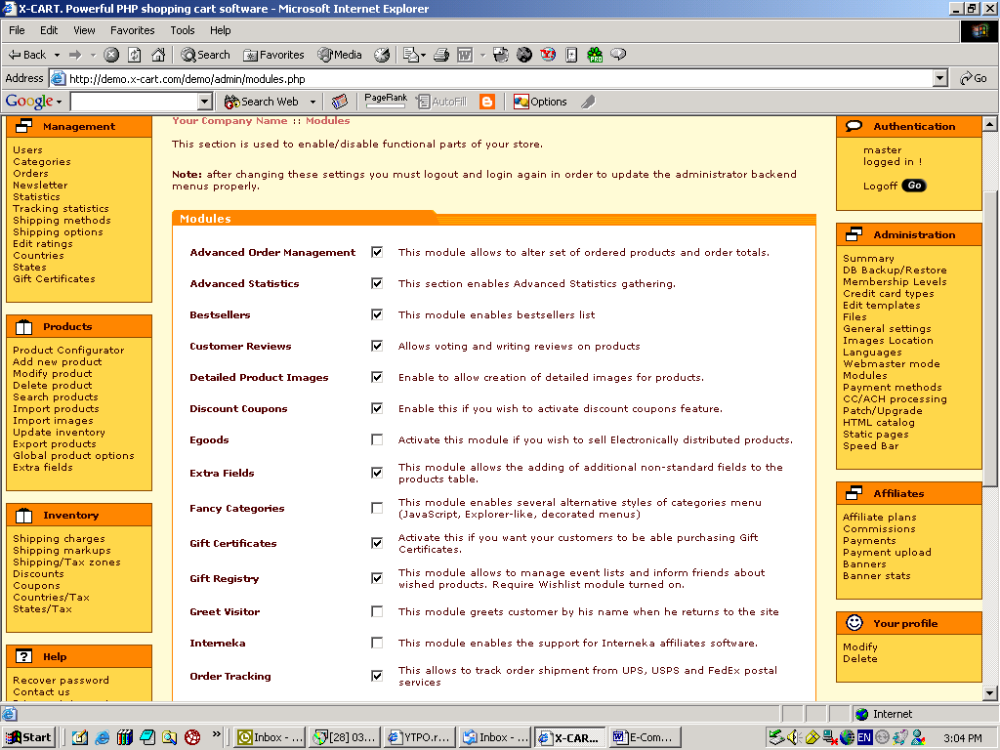 X-CART. Powerful PHP shopping cart software - Microsoft Internet Explorer
File Edit View Favorites Tools Help
Back Search Favorites Media
Address http://demo.x-cart.com/demo/admin/modules.php Go
Google Search Web PageRank AutoFill Options
Management
Users
Categories
Orders
Newsletter
Statistics
Tracking statistics
Shipping methods
Shipping options
Edit ratings
Countries
States
Gift Certificates
Products
Product Configurator
Add new product
Modify product
Delete product
Search products
Import products
Import images
Update inventory
Export products
Global product options
Extra fields
Inventory
Shipping charges
Shipping markups
Shipping/Tax zones
Discounts
Coupons
Countries/Tax
States/Tax
Help
Recover password
Contact us
Your Company Name :: Modules
This section is used to enable/disable functional parts of your store.
Note: after changing these settings you must logout and login again in order to update the administrator backend
menus properly.
Modules
Advanced Order Management This module allows to alter set of ordered products and order totals.
Advanced Statistics This section enables Advanced Statistics gathering.
Bestsellers This module enables bestsellers list
Customer Reviews Allows voting and writing reviews on products
Detailed Product Images Enable to allow creation of detailed images for products.
Discount Coupons Enable this if you wish to activate discount coupons feature.
Egoods Activate this module if you wish to sell Electronically distributed products.
Extra Fields This module allows the adding of additional non-standard fields to the
products table.
Fancy Categories This module enables several alternative styles of categories menu
(JavaScript, Explorer-like, decorated menus)
Gift Certificates Activate this if you want your customers to be able purchasing Gift
Certificates.
Gift Registry This module allows to manage event lists and inform friends about
wished products. Require Wishlist module turned on.
Greet Visitor This module greets customer by his name when he returns to the site
Interneka This module enables the support for Interneka affiliates software.
Order Tracking This allows to track order shipment from UPS, USPS and FedEx postal
services
Authentication
master
logged in !
Logoff Go
Administration
Summary
DB Backup/Restore
Membership Levels
Credit card types
Edit templates
Files
General settings
Images Location
Languages
Webmaster mode
Modules
Payment methods
CC/ACH processing
Patch/Upgrade
HTML catalog
Static pages
Speed Bar
Affiliates
Affiliate plans
Commissions
Payments
Payment upload
Banners
Banner stats
Your profile
Modify
Delete
Internet
Start » Inbox - ... [28] 03... YTPO.r... Inbox - ... X-CAR... E-Com... EN 3:04 PM